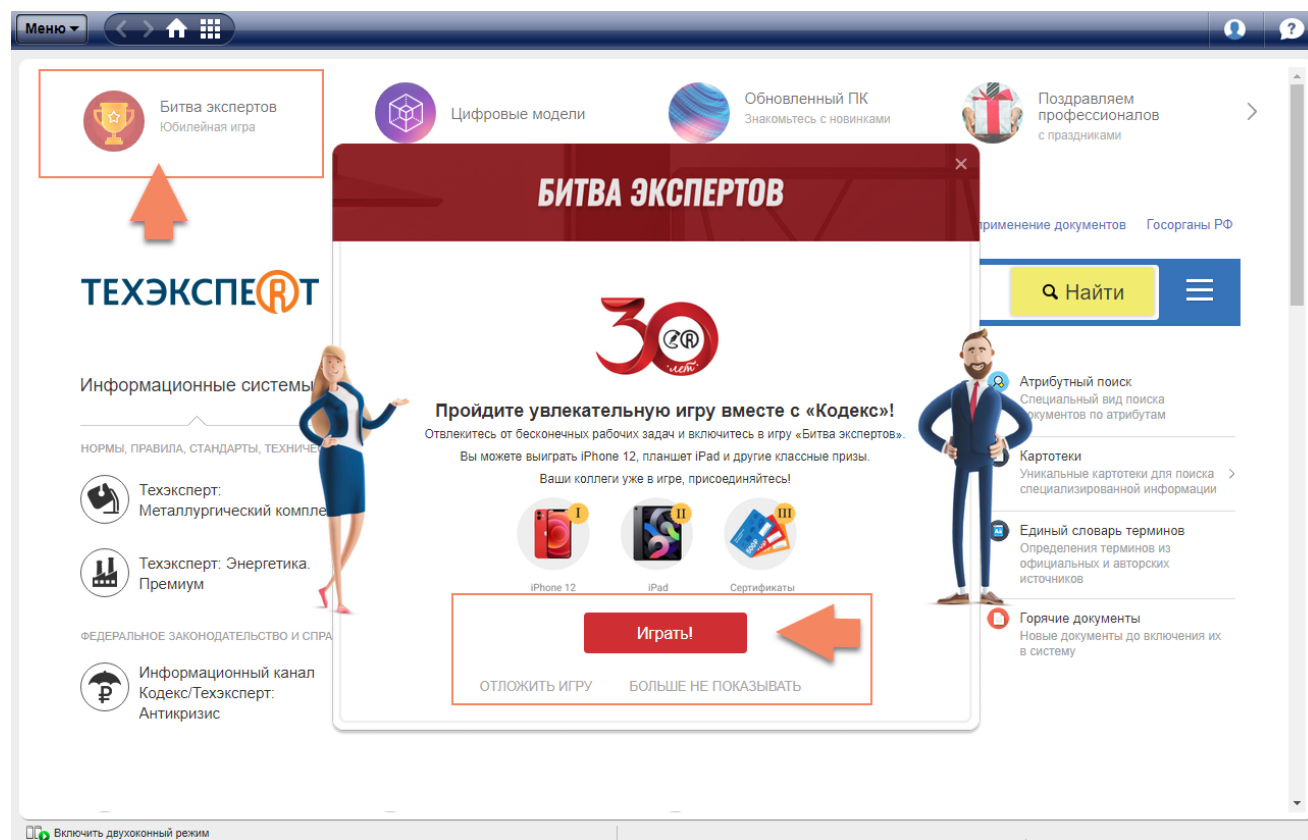 Меню
Битва экспертов
Юбилейная игра
Цифровые модели
Обновленный ПК
Знакомьтесь с новинками
Поздравляем
профессионалов
с праздниками
БИТВА ЭКСПЕРТОВ
применение документов Госорганы РФ
ТЕХЭКСПЕRТ
Найти
30
ЛЕТ
Информационные системы
Пройдите увлекательную игру вместе с «Кодекс»!
Отвлекитесь от бесконечных рабочих задач и включитесь в игру «Битва экспертов».
Вы можете выиграть iPhone 12, планшет iPad и другие классные призы.
Ваши коллеги уже в игре, присоединяйтесь!
I
II
III
iPhone 12
iPad
Сертификаты
Играть!
ОТЛОЖИТЬ ИГРУ БОЛЬШЕ НЕ ПОКАЗЫВАТЬ
НОРМЫ, ПРАВИЛА, СТАНДАРТЫ, ТЕХНИЧЕ
Техэксперт:
Металлургический компле
Техэксперт: Энергетика.
Премиум
ФЕДЕРАЛЬНОЕ ЗАКОНОДАТЕЛЬСТВО И СПРА
Информационный канал
Кодекс/Техэксперт:
Антикризис
Атрибутный поиск
Специальный вид поиска
документов по атрибутам
Картотеки
Уникальные картотеки для поиска
специализированной информации
Единый словарь терминов
Определения терминов из
официальных и авторских
источников
Горячие документы
Новые документы до включения их
в систему
Включить двухоконный режим